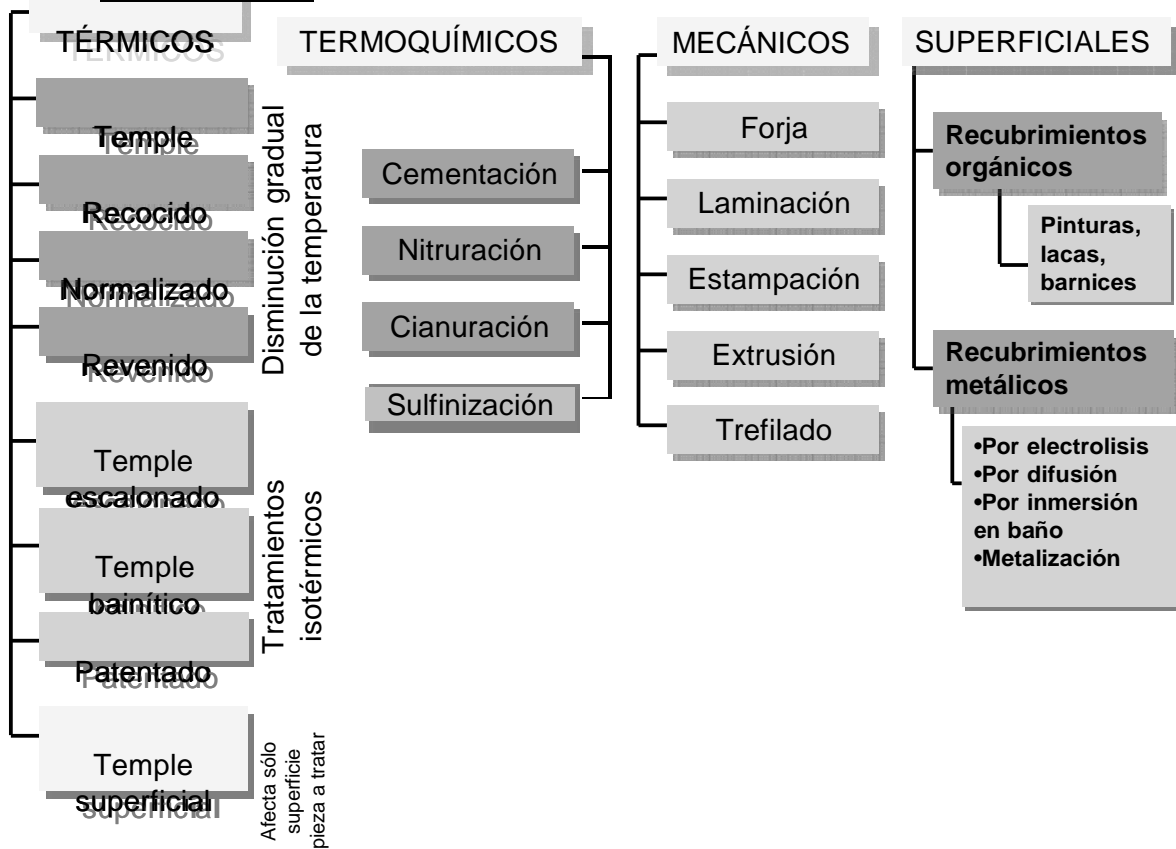 TÉRMICOS
Temple
Recocido
Normalizado
Revenido
Disminución gradual
de la temperatura
Temple
escalonado
Temple
bainítico
Patentado
Tratamientos
isotérmicos
Temple
superficial
Afecta sólo
superficie
pieza a tratar
TERMOQUÍMICOS
Cementación
Nitruración
Cianuración
Sulfinización
MECÁNICOS
Forja
Laminación
Estampación
Extrusión
Trefilado
SUPERFICIALES
Recubrimientos
orgánicos
Pinturas,
lacas,
barnices
Recubrimientos
metálicos
•Por electrolisis
•Por difusión
•Por inmersión
en baño
•Metalización